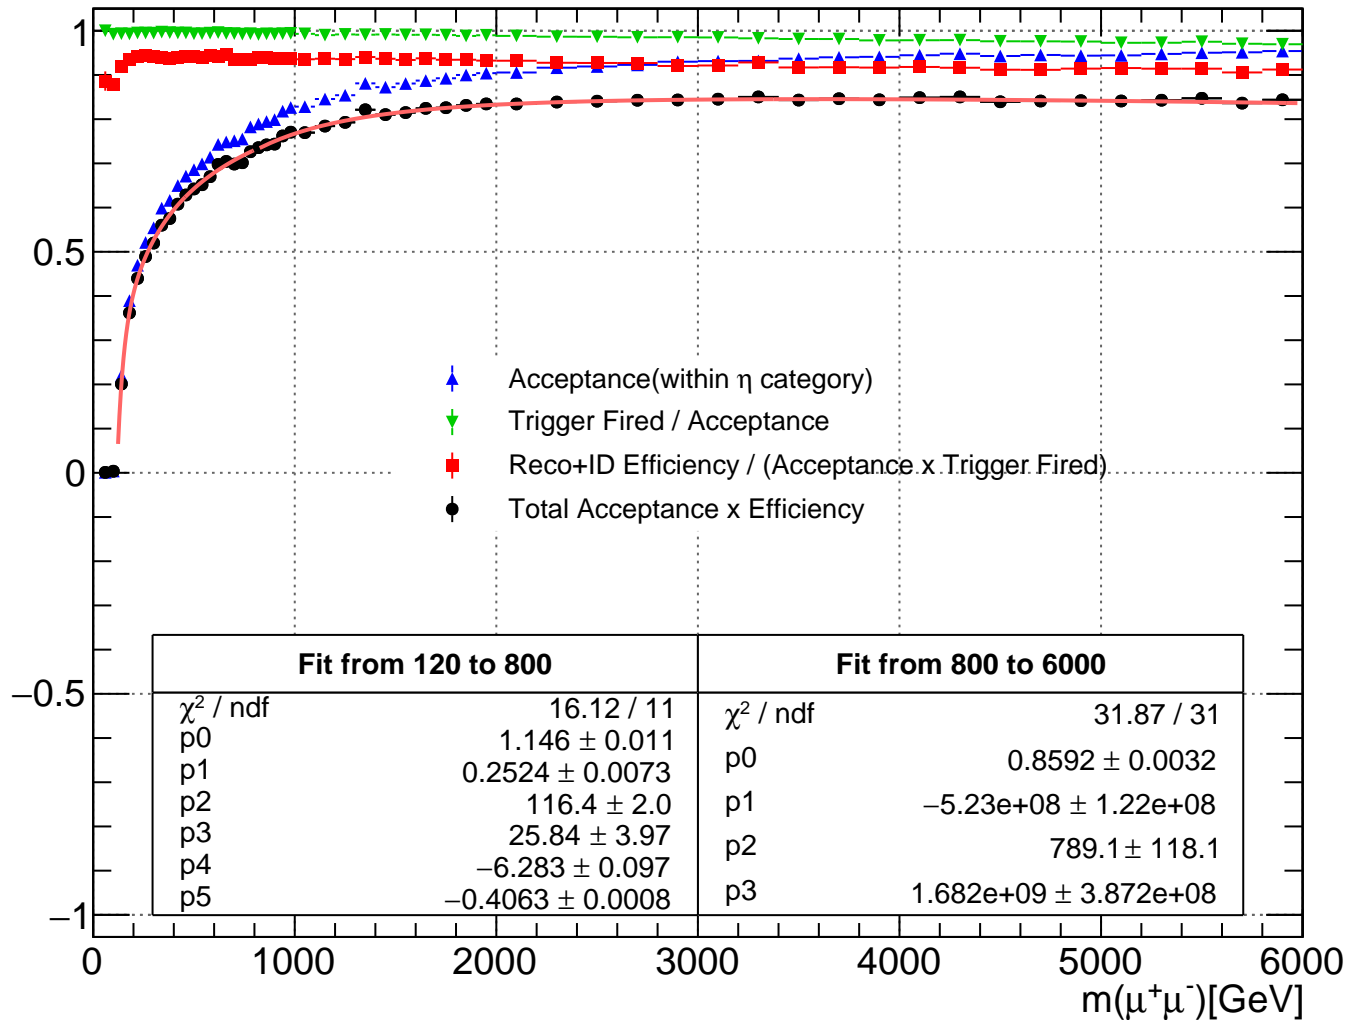 1
0.5
0
−0.5
−1
Acceptance(within η category)
Trigger Fired / Acceptance
Reco+ID Efficiency / (Acceptance x Trigger Fired)
Total Acceptance x Efficiency
Fit from 120 to 800
χ² / ndf 16.12 / 11
p0 1.146 ± 0.011
p1 0.2524 ± 0.0073
p2 116.4 ± 2.0
p3 25.84 ± 3.97
p4 −6.283 ± 0.097
p5 −0.4063 ± 0.0008
Fit from 800 to 6000
χ² / ndf 31.87 / 31
p0 0.8592 ± 0.0032
p1 −5.23e+08 ± 1.22e+08
p2 789.1 ± 118.1
p3 1.682e+09 ± 3.872e+08
0 1000 2000 3000 4000 5000 6000
m(μ⁺μ⁻)[GeV]